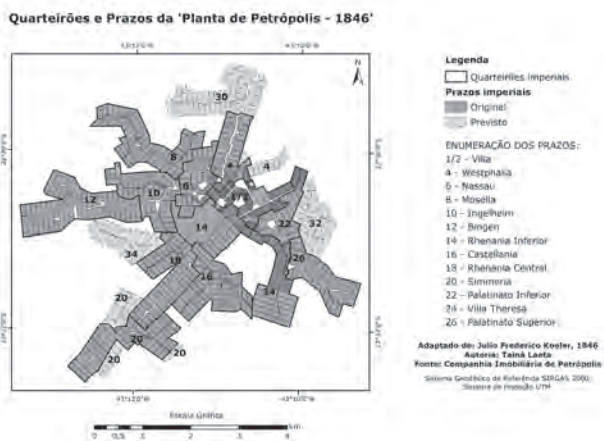 Quarteirões e Prazos da 'Planta de Petrópolis - 1846'
N
30
8
4
4
6
1/2
10
12
14
22
32
34
18
26
16
14
20
20
20
20
Escala Gráfica
0 0,5 1 2 3 4 km
Legenda
Quarteirões imperiais
Prazos imperiais
Original
Previsto
ENUMERAÇÃO DOS PRAZOS:
1/2 - Villa
4 - Westphalia
6 - Nassau
8 - Mosella
10 - Ingelheim
12 - Bingen
14 - Rhenania Inferior
16 - Castellania
18 - Rhenania Central
20 - Simmeria
22 - Palatinato Inferior
24 - Villa Theresa
26 - Palatinato Superior
Adaptado de: Julio Frederico Koeler, 1846
Autoria: Tainá Laeta
Fonte: Companhia Imobiliária de Petrópolis
Sistema Geodésico de Referência SIRGAS 2000
Sistema de Projeção UTM